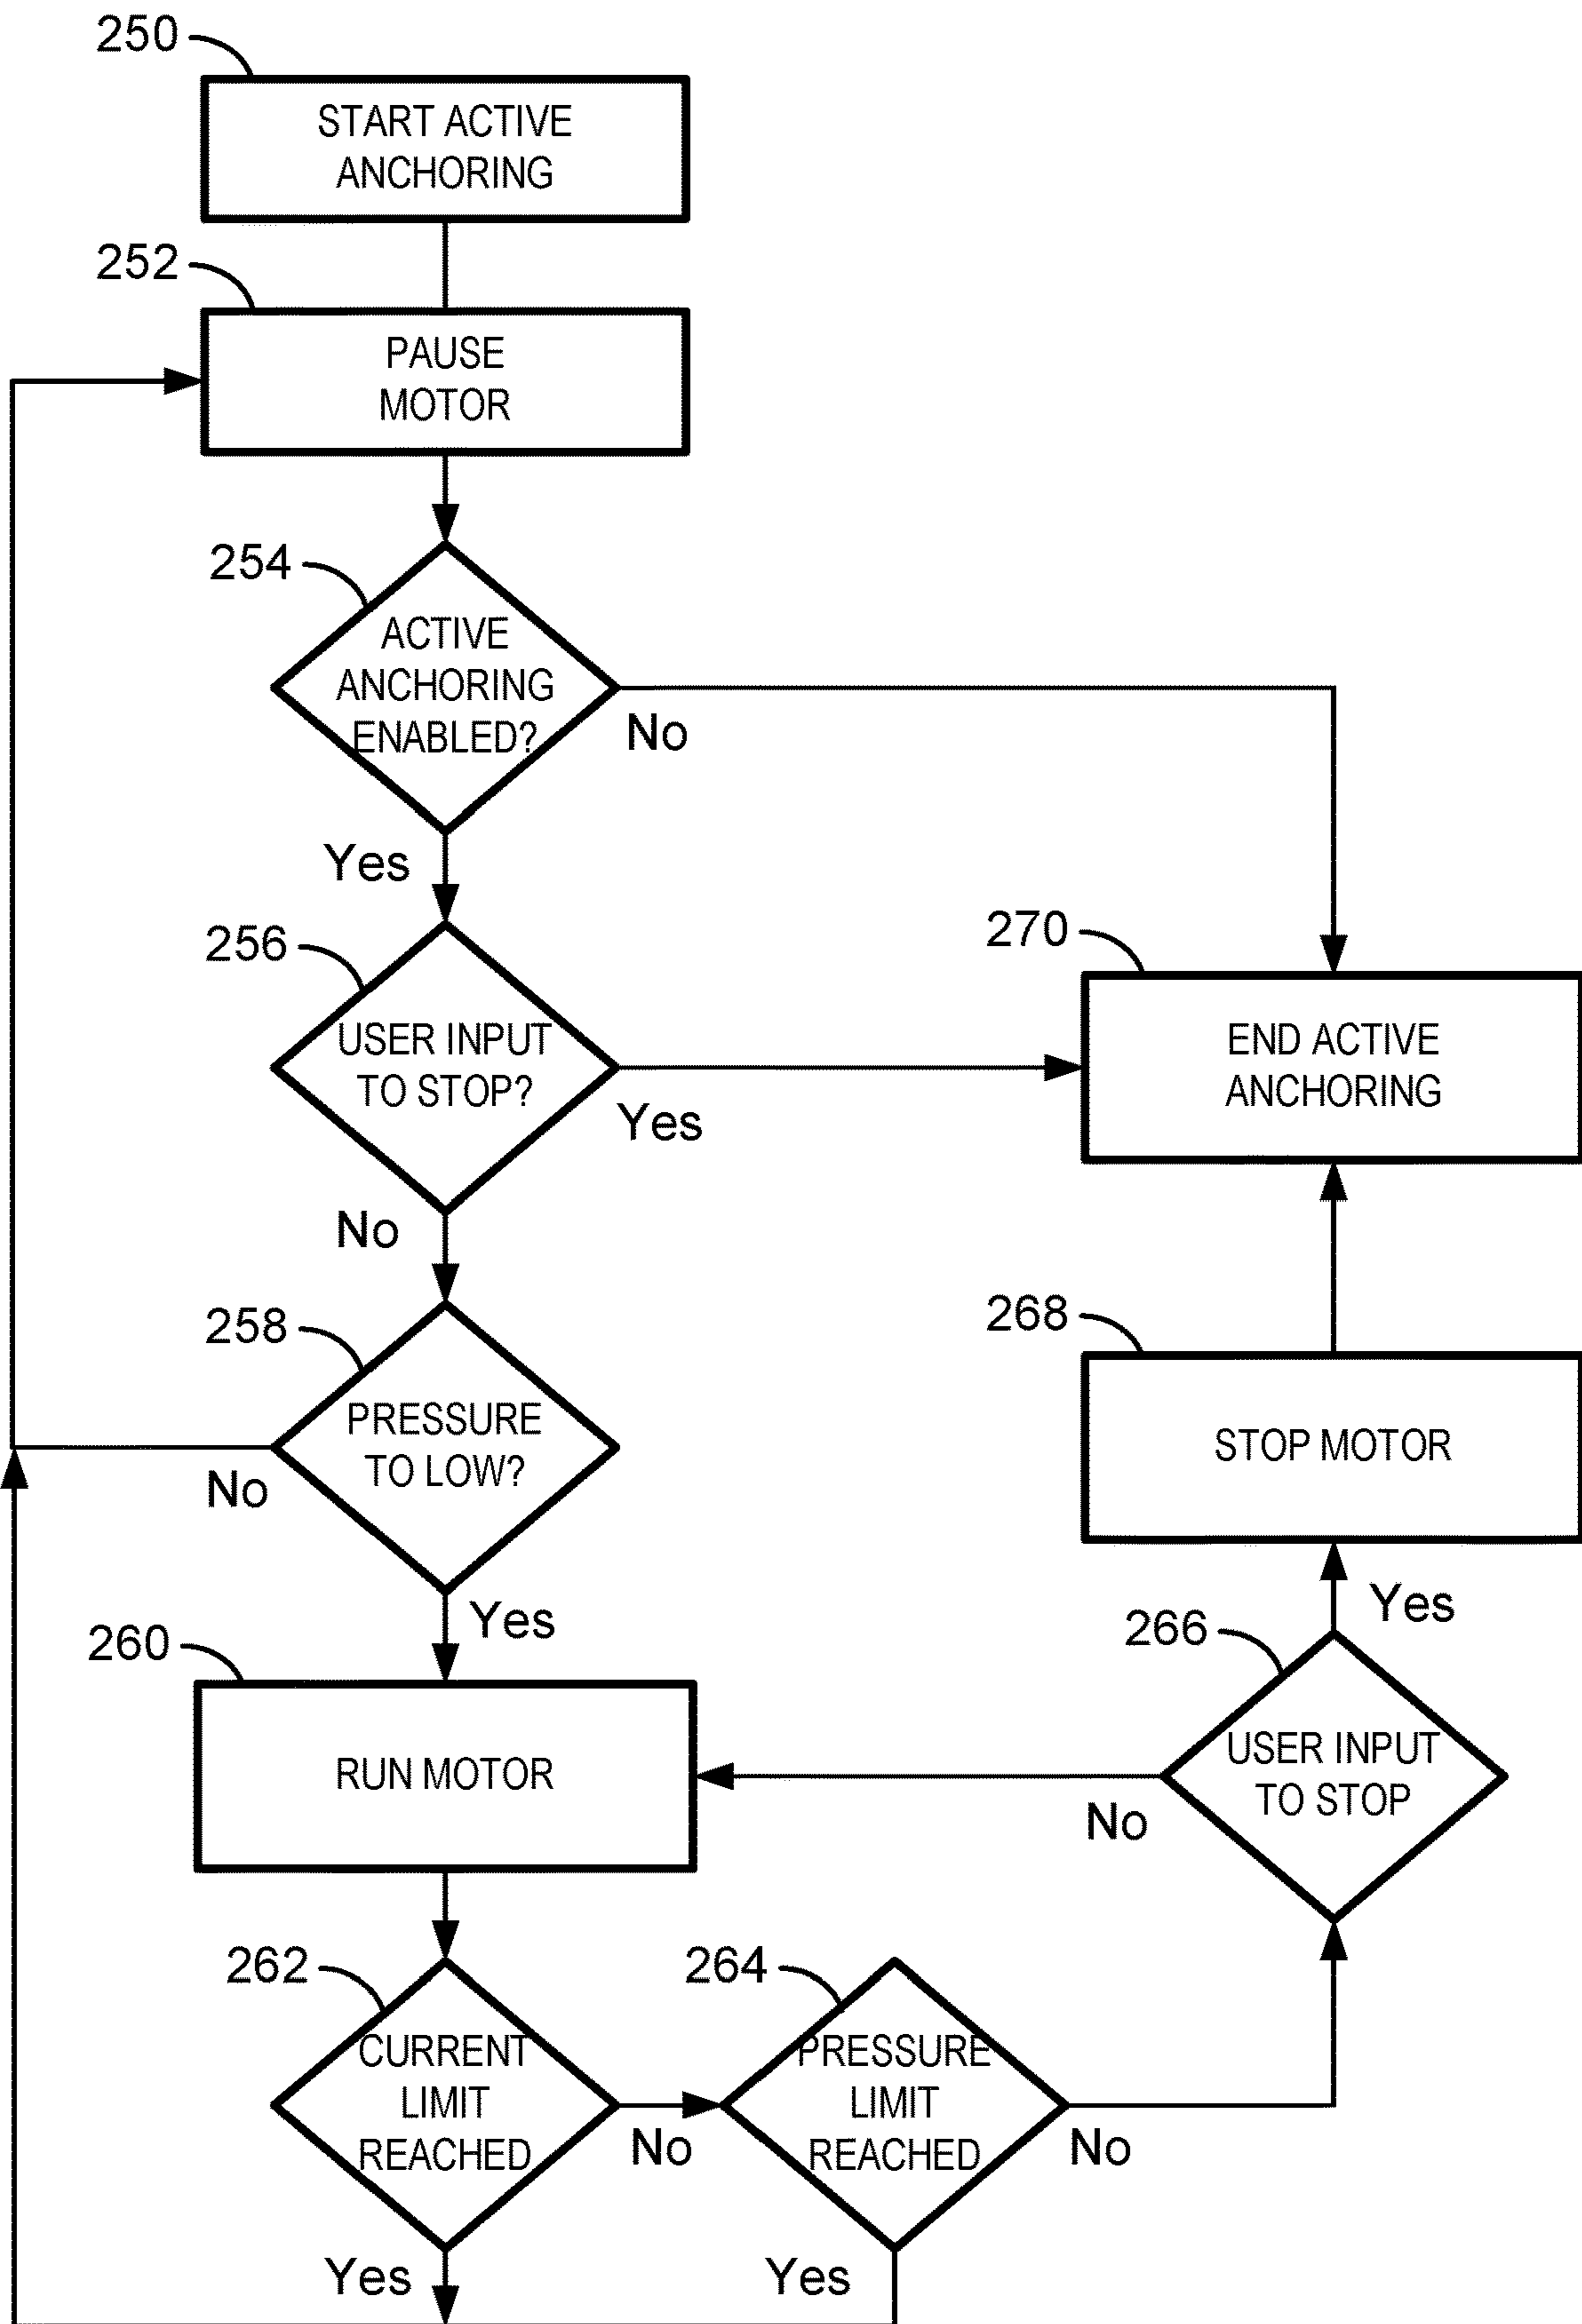 250
START ACTIVE
ANCHORING
252
PAUSE
MOTOR
254
ACTIVE
ANCHORING
ENABLED?
No
Yes
256
USER INPUT
TO STOP?
Yes
No
270
END ACTIVE
ANCHORING
258
PRESSURE
TO LOW?
No
Yes
268
STOP MOTOR
260
RUN MOTOR
266
USER INPUT
TO STOP
Yes
No
262
CURRENT
LIMIT
REACHED
No
Yes
264
PRESSURE
LIMIT
REACHED
No
Yes